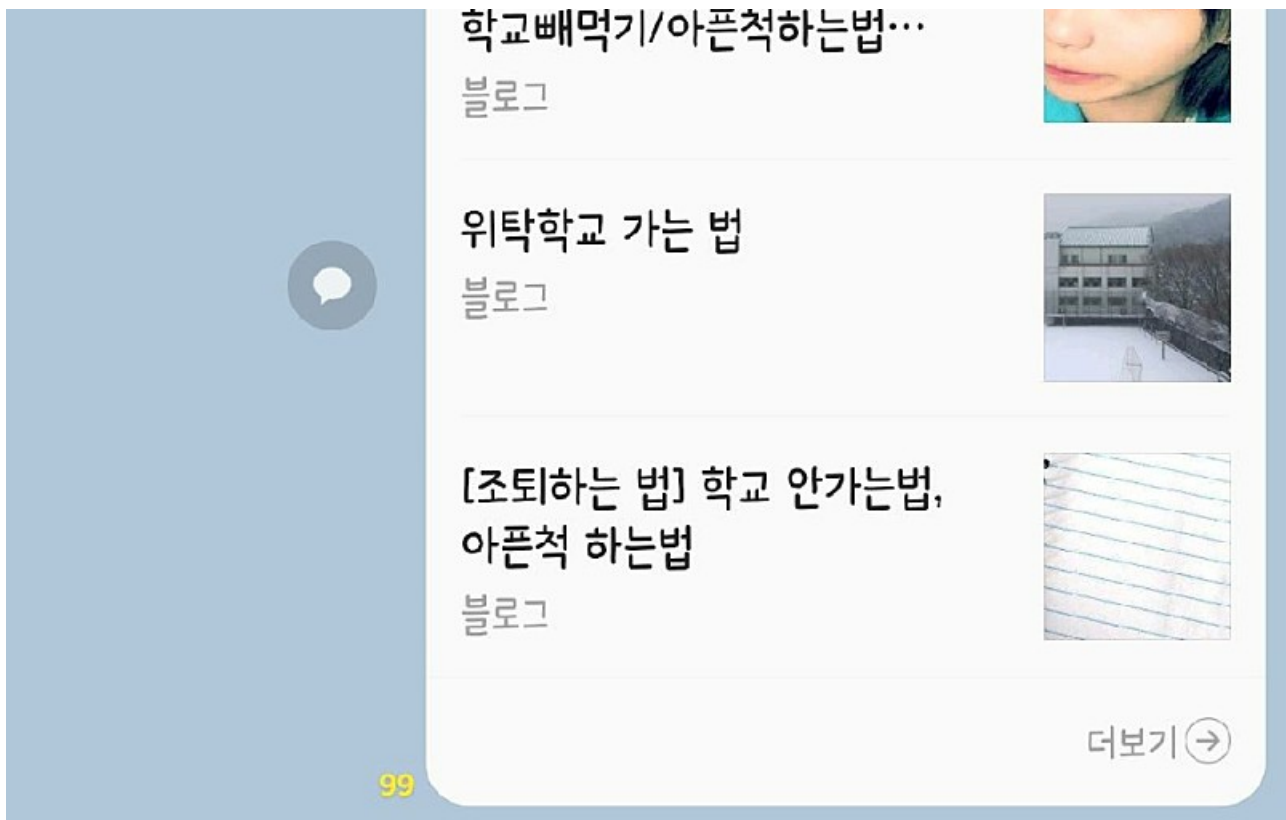 학교빼먹기/아픈척하는법…
블로그
위탁학교 가는 법
블로그
[조퇴하는 법] 학교 안가는법,
아픈척 하는법
블로그
더보기
99